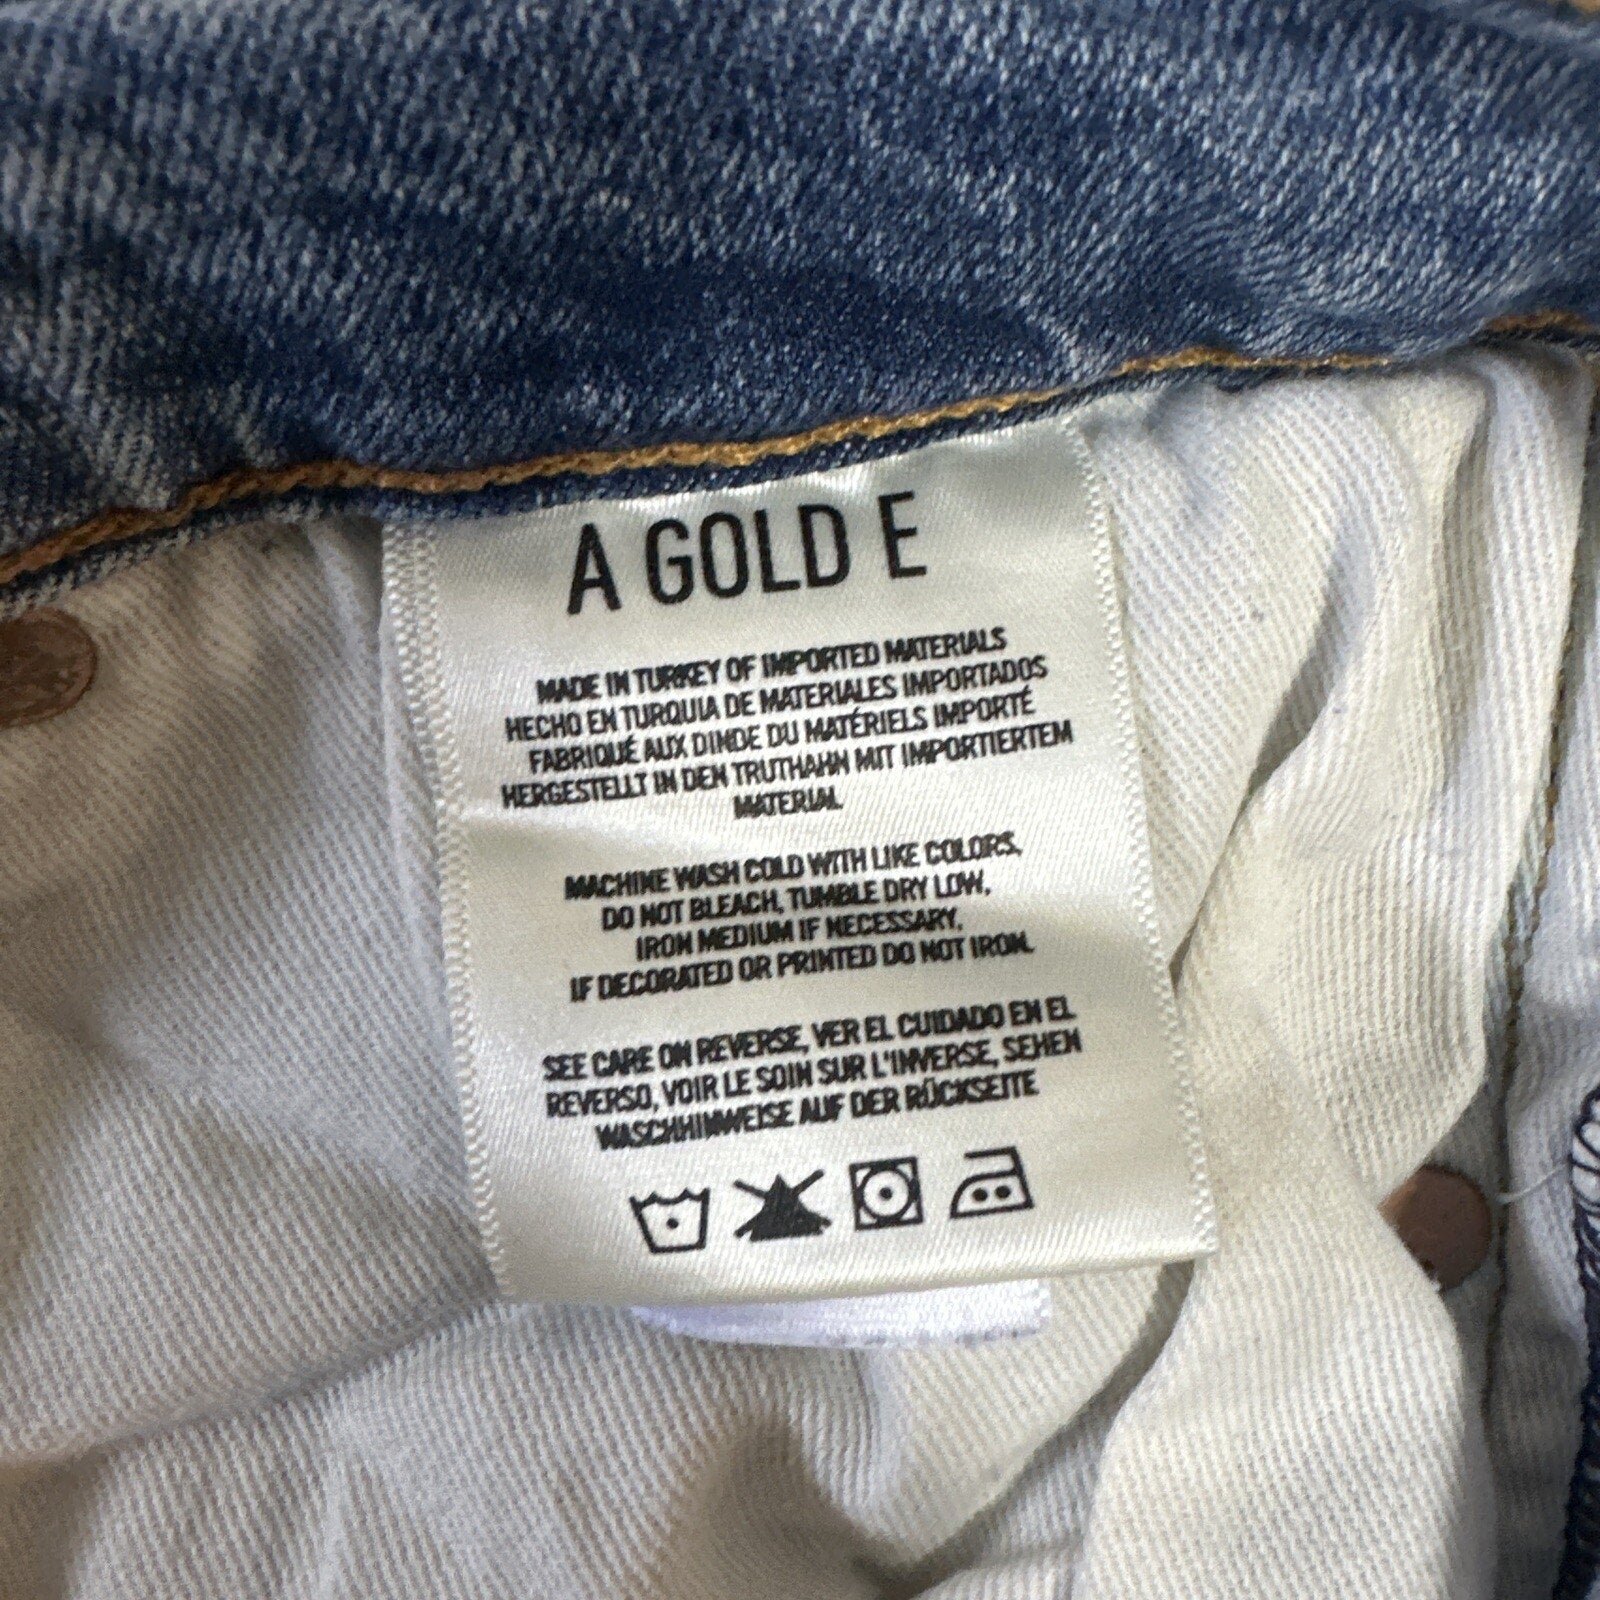 A GOLD E
MADE IN TURKEY OF IMPORTED MATERIALS
HECHO EN TURQUIA DE MATERIALES IMPORTADOS
FABRIQUÉ AUX DINDE DU MATÉRIELS IMPORTÉ
HERGESTELLT IN DEN TRUTHAHN MIT IMPORTIERTEM
MATERIAL
MACHINE WASH COLD WITH LIKE COLORS,
DO NOT BLEACH, TUMBLE DRY LOW,
IRON MEDIUM IF NECESSARY,
IF DECORATED OR PRINTED DO NOT IRON.
SEE CARE ON REVERSE, VER EL CUIDADO EN EL
REVERSO, VOIR LE SOIN SUR L'INVERSE, SEHEN
WASCHHINWEISE AUF DER RÜCKSEITE